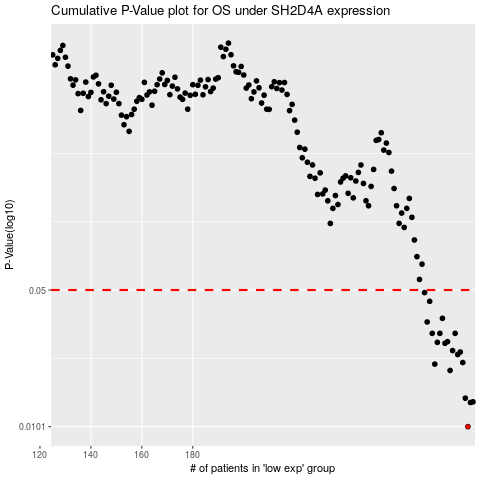 Cumulative P-Value plot for OS under SH2D4A expression
P-Value(log10)
0.05
0.0101
120 140 160 180
# of patients in 'low exp' group